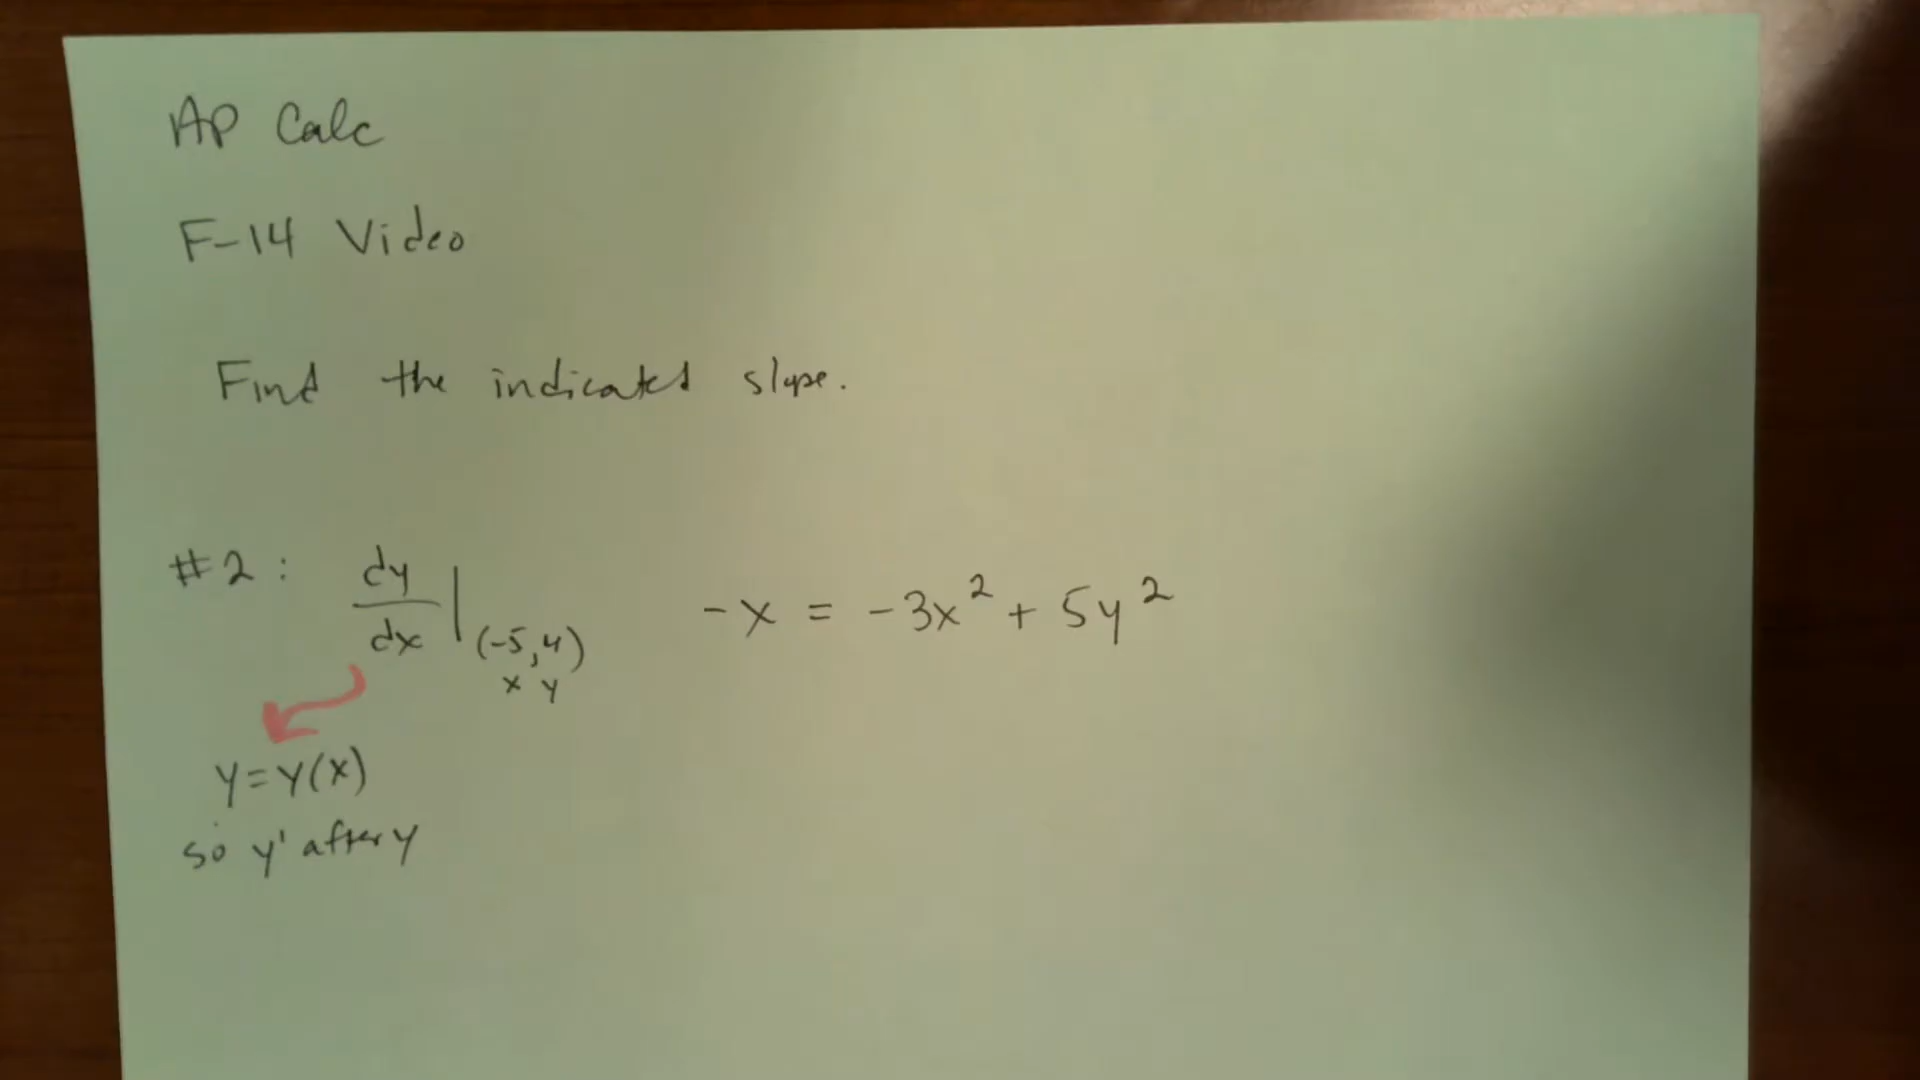 AP Calc
F-14 Video
Find the indicated slope.
#2: dy/dx |(-5,4) -x = -3x² + 5y²
x y
y=y(x)
so y' after y